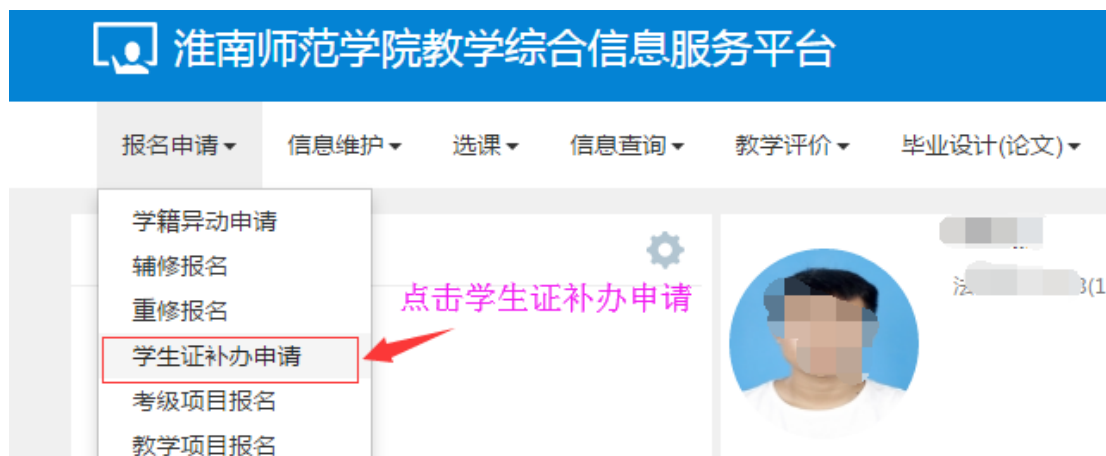 淮南师范学院教学综合信息服务平台
报名申请 信息维护 选课 信息查询 教学评价 毕业设计(论文)
学籍异动申请
辅修报名
重修报名
点击学生证补办申请
学生证补办申请
考级项目报名
教学项目报名
法 3(1